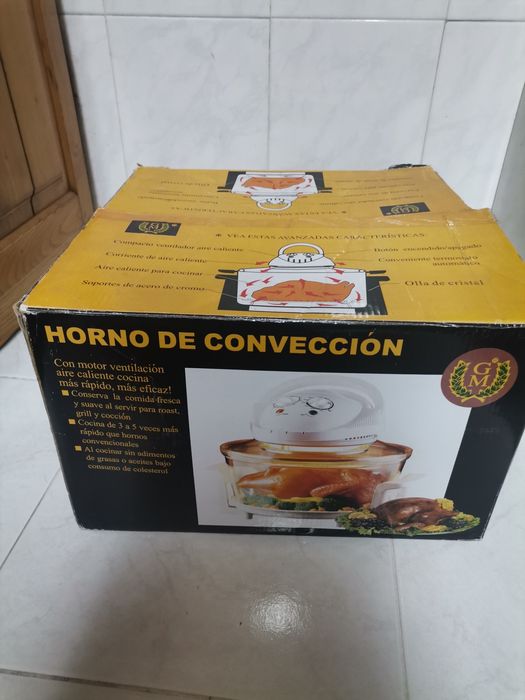 ★ VEA ESTAS AVANZADAS CARACTERÍSTICAS:
Compacto ventilador aire caliente
Corriente de aire caliente
Aire caliente para cocinar
Soportes de acero de cromo
Botón encendido/apagado
Conveniente termostato
automático
Olla de cristal
GM
HORNO DE CONVECCIÓN
Con motor ventilación
aire caliente cocina
más rápido, más eficaz!
■ Conserva la comida fresca
y suave al servir para roast,
grill y cocción
■ Cocina de 3 a 5 veces más
rápido que hornos
convencionales
■ Al cocinar sin adimentos
de grasas o aceites bajo
consumo de colesterol
G
M